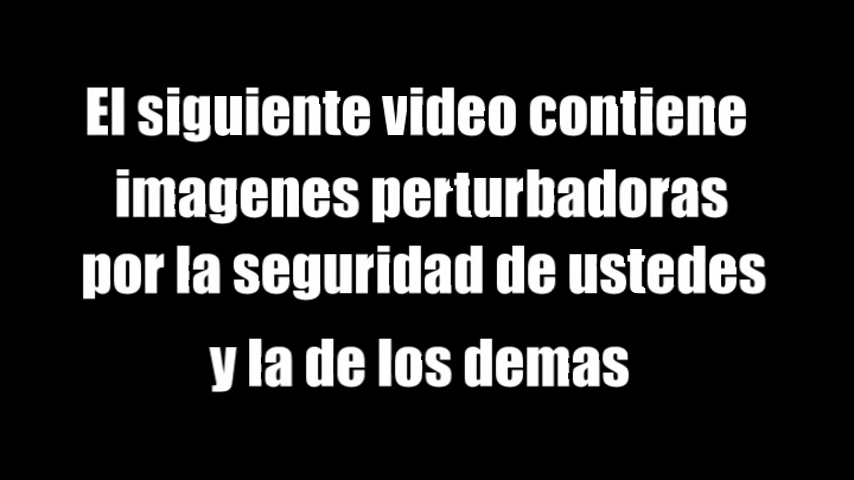 El siguiente video contiene
imagenes perturbadoras
por la seguridad de ustedes
y la de los demas